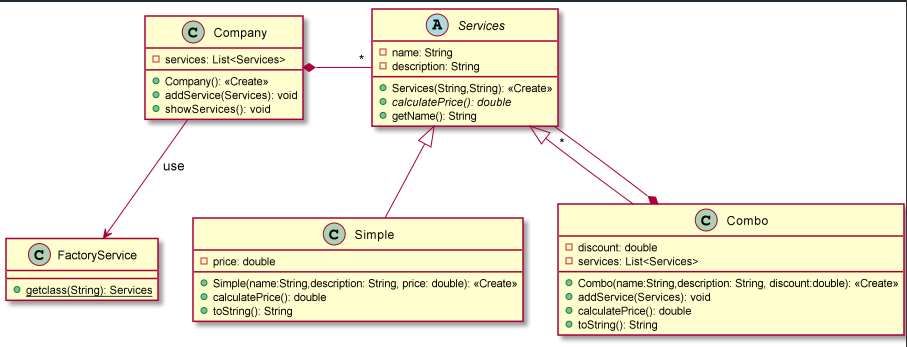 C Company
services: List<Services>
Company(): «Create»
addService(Services): void
showServices(): void
*
A Services
name: String
description: String
Services(String,String): «Create»
calculatePrice(): double
getName(): String
use
*
C FactoryService
getclass(String): Services
C Simple
price: double
Simple(name:String,description: String, price: double): «Create»
calculatePrice(): double
toString(): String
C Combo
discount: double
services: List<Services>
Combo(name:String,description: String, discount:double): «Create»
addService(Services): void
calculatePrice(): double
toString(): String